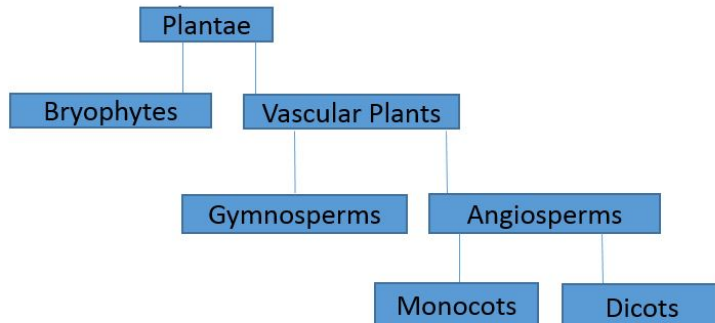 Plantae
Bryophytes
Vascular Plants
Gymnosperms
Angiosperms
Monocots
Dicots